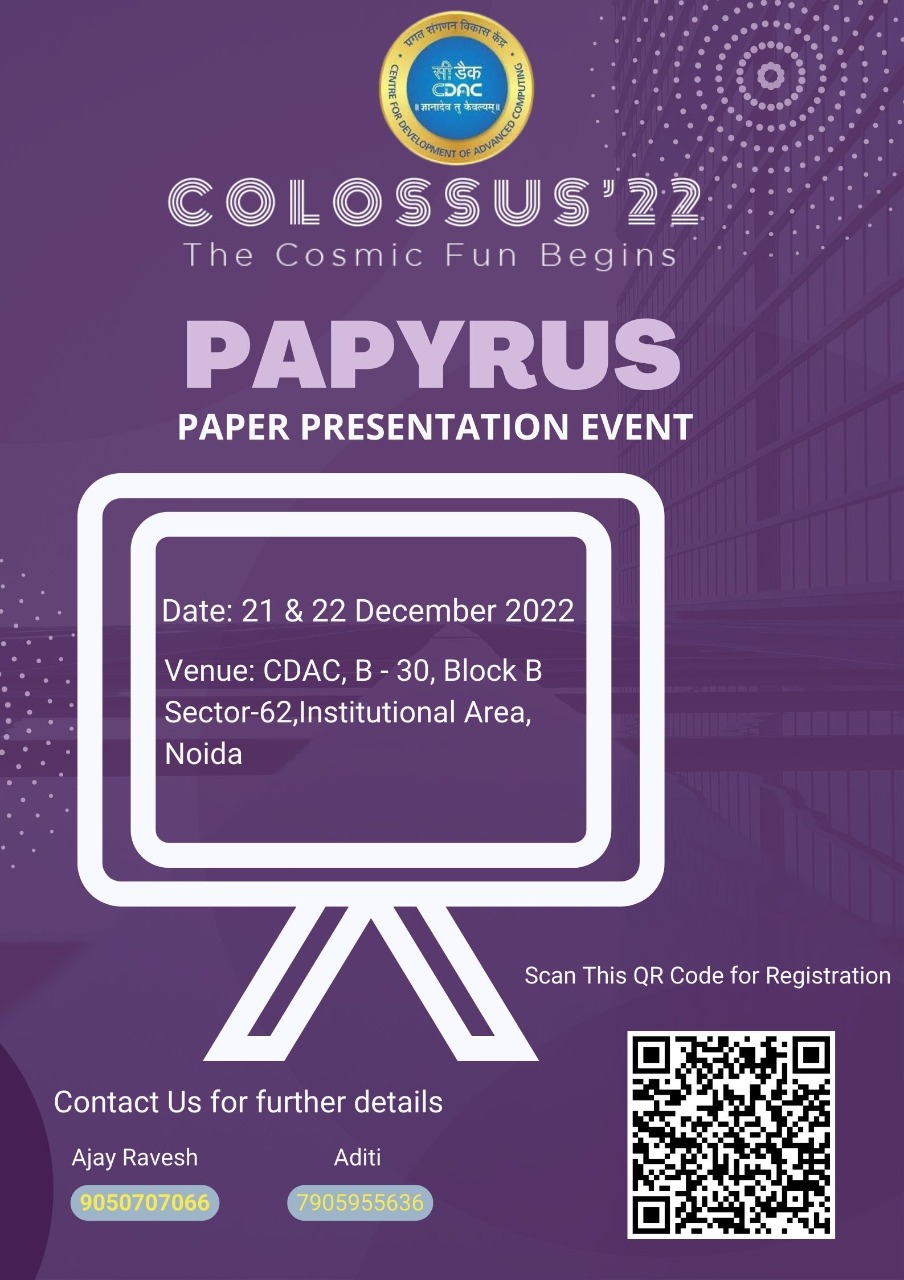 प्रगत संगणन विकास केंद्र
सी डैक
CDAC
॥ ज्ञानादेव तु कैवल्यम् ॥
CENTRE FOR DEVELOPMENT OF ADVANCED COMPUTING
COLOSSUS'22
The Cosmic Fun Begins
PAPYRUS
PAPER PRESENTATION EVENT
Date: 21 & 22 December 2022
Venue: CDAC, B - 30, Block B
Sector-62,Institutional Area,
Noida
Scan This QR Code for Registration
Contact Us for further details
Ajay Ravesh
Aditi
9050707066
7905955636